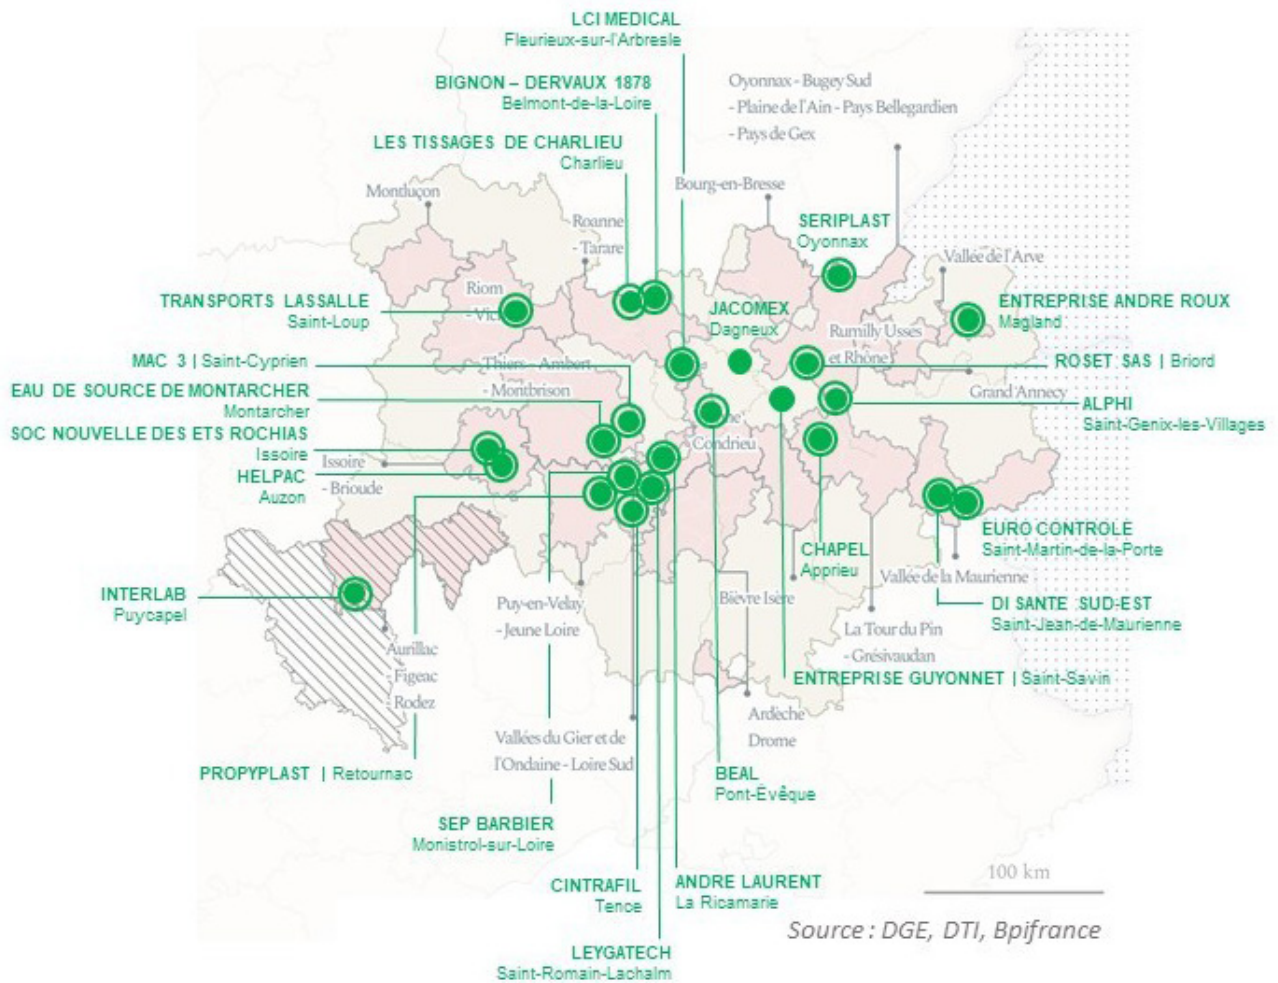 LCI MEDICAL
Fleurieux-sur-l'Arbresle
BIGNON – DERVAUX 1878
Belmont-de-la-Loire
Oyonnax - Bugey Sud
- Plaine de l'Ain - Pays Bellegardien
- Pays de Gex
LES TISSAGES DE CHARLIEU
Charlieu
Montluçon
Bourg-en-Bresse
Roanne
- Tarare
SERIPLAST
Oyonnax
Vallée de l'Arve
TRANSPORTS LASSALLE
Saint-Loup
Riom
JACOMEX
Dagneux
ENTREPRISE ANDRE ROUX
Magland
Rumilly Usses
et Rhône
MAC 3 | Saint-Cyprien
Thiers - Ambert
- Montbrison
ROSET SAS | Briord
EAU DE SOURCE DE MONTARCHER
Montarcher
Grand Annecy
ALPHI
Saint-Genix-les-Villages
SOC NOUVELLE DES ETS ROCHIAS
Issoire
Condrieu
HELPAC
Auzon
Issoire
- Brioude
EURO CONTROLE
Saint-Martin-de-la-Porte
CHAPEL
Apprieu
Vallée de la Maurienne
INTERLAB
Puycapel
Puy-en-Velay
- Jeune Loire
Bièvre Isère
DI SANTE SUD-EST
Saint-Jean-de-Maurienne
La Tour du Pin
- Grésivaudan
Aurillac
- Figeac
- Rodez
ENTREPRISE GUYONNET | Saint-Savin
Ardèche
Drome
Vallées du Gier et de
l'Ondaine - Loire Sud
PROPYPLAST | Retournac
BEAL
Pont-Évêque
SEP BARBIER
Monistrol-sur-Loire
CINTRAFIL
Tence
ANDRE LAURENT
La Ricamarie
100 km
LEYGATECH
Saint-Romain-Lachalm
Source : DGE, DTI, Bpifrance